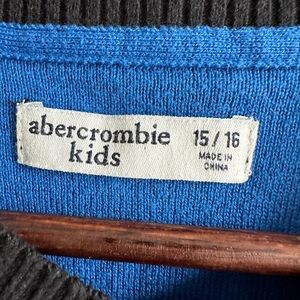 abercrombie
kids
15/16
MADE IN
CHINA